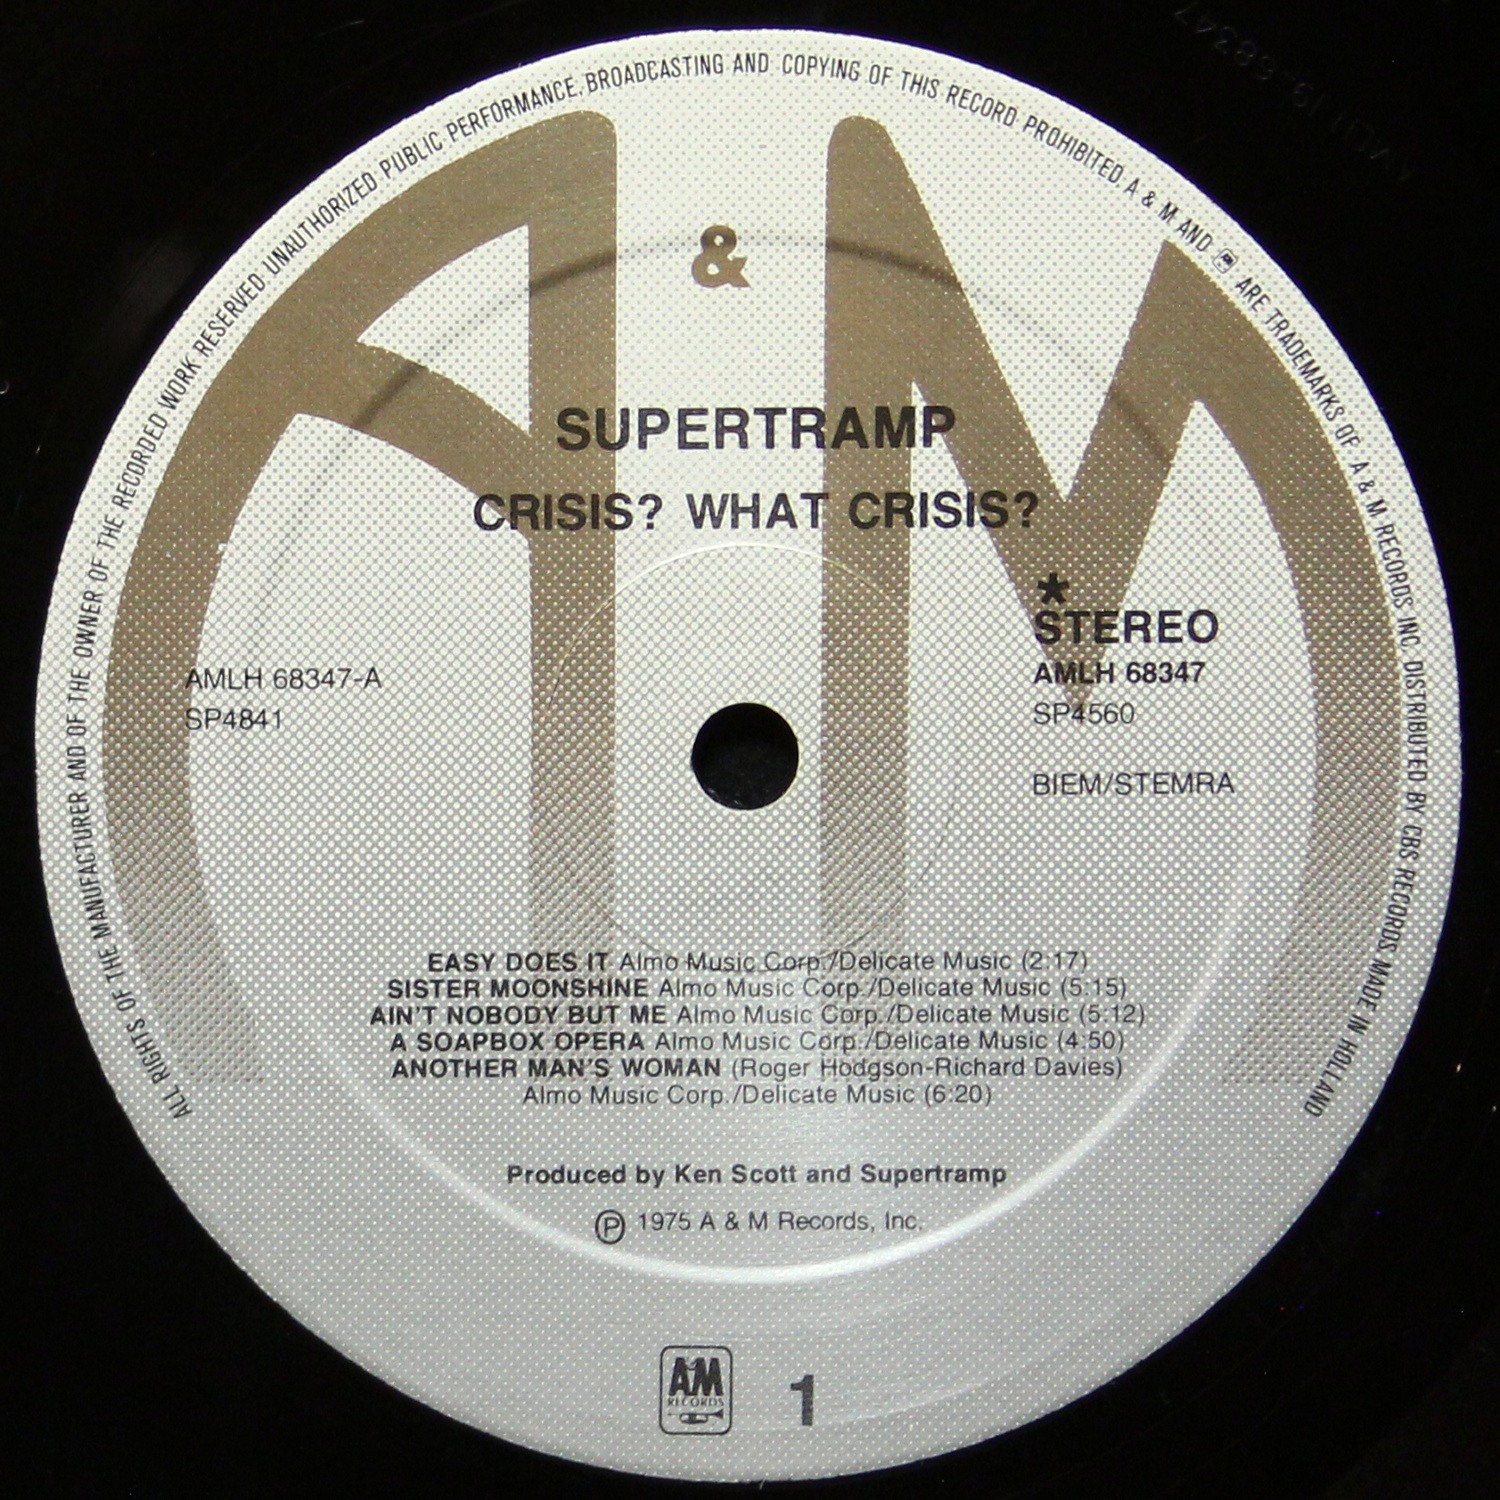 ALL RIGHTS OF THE MANUFACTURER AND OF THE OWNER OF THE RECORDED WORK RESERVED UNAUTHORIZED PUBLIC PERFORMANCE, BROADCASTING AND COPYING OF THIS RECORD PROHIBITED A & M AND ARE TRADEMARKS OF A & M RECORDS INC. DISTRIBUTED BY CBS RECORDS MADE IN HOLLAND
A & M
SUPERTRAMP
CRISIS? WHAT CRISIS?
*
STEREO
AMLH 68347-A
AMLH 68347
SP4841
SP4560
BIEM/STEMRA
EASY DOES IT Almo Music Corp./Delicate Music (2:17)
SISTER MOONSHINE Almo Music Corp./Delicate Music (5:15)
AIN'T NOBODY BUT ME Almo Music Corp./Delicate Music (5:12)
A SOAPBOX OPERA Almo Music Corp./Delicate Music (4:50)
ANOTHER MAN'S WOMAN (Roger Hodgson-Richard Davies)
Almo Music Corp./Delicate Music (6:20)
Produced by Ken Scott and Supertramp
Ⓟ 1975 A & M Records, Inc.
AM
RECORDS
1